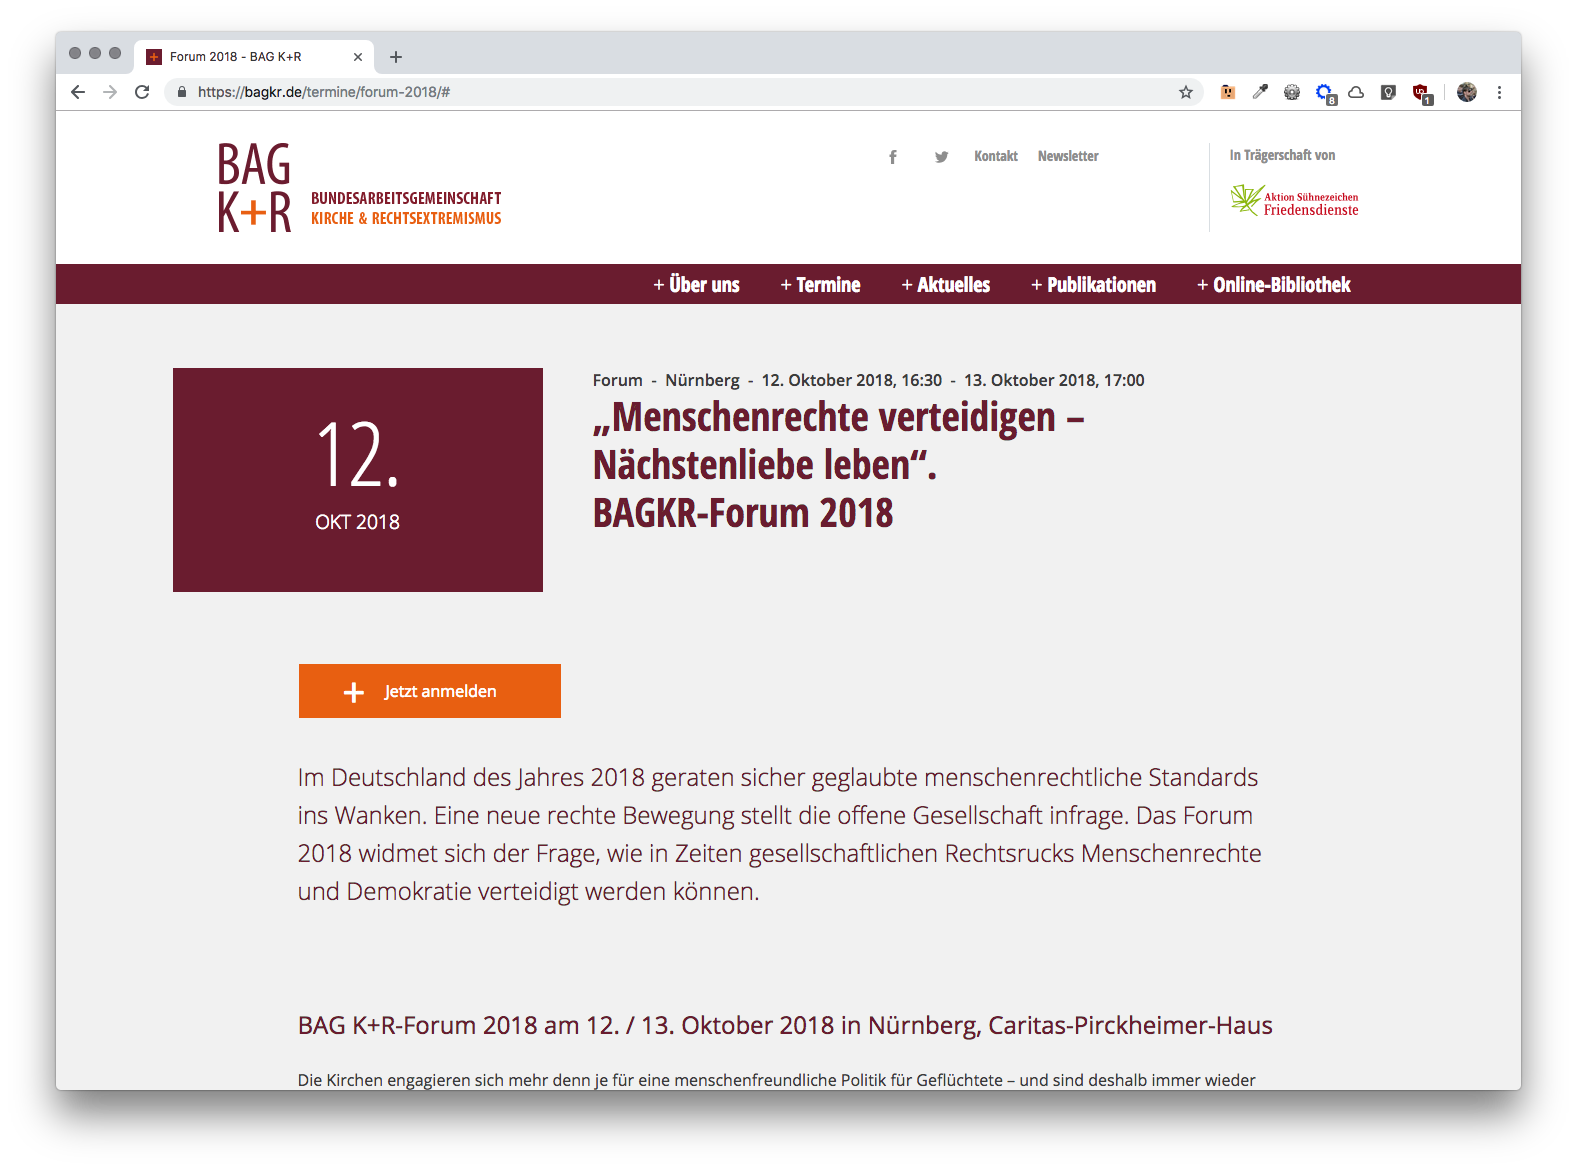 Forum 2018 - BAG K+R
https://bagkr.de/termine/forum-2018/#
8
1
BAG
K+R
BUNDESARBEITSGEMEINSCHAFT
KIRCHE & RECHTSEXTREMISMUS
Kontakt Newsletter
In Trägerschaft von
Aktion Sühnezeichen
Friedensdienste
+ Über uns + Termine + Aktuelles + Publikationen + Online-Bibliothek
12.
OKT 2018
Forum - Nürnberg - 12. Oktober 2018, 16:30 - 13. Oktober 2018, 17:00
„Menschenrechte verteidigen –
Nächstenliebe leben“.
BAGKR-Forum 2018
+ Jetzt anmelden
Im Deutschland des Jahres 2018 geraten sicher geglaubte menschenrechtliche Standards
ins Wanken. Eine neue rechte Bewegung stellt die offene Gesellschaft infrage. Das Forum
2018 widmet sich der Frage, wie in Zeiten gesellschaftlichen Rechtsrucks Menschenrechte
und Demokratie verteidigt werden können.
BAG K+R-Forum 2018 am 12. / 13. Oktober 2018 in Nürnberg, Caritas-Pirckheimer-Haus
Die Kirchen engagieren sich mehr denn je für eine menschenfreundliche Politik für Geflüchtete – und sind deshalb immer wieder